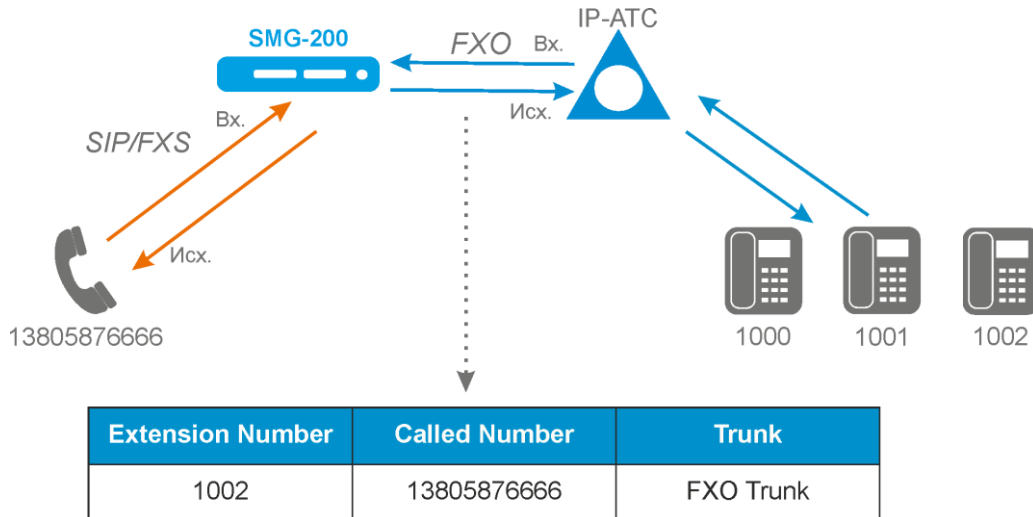 IP-АТС
SMG-200
FXO
Вх.
Исх.
Вх.
SIP/FXS
Исх.
13805876666
1000
1001
1002
Extension Number Called Number Trunk
1002 13805876666 FXO Trunk